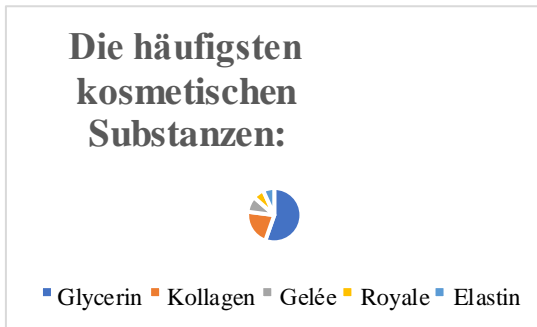 Die häufigsten
kosmetischen
Substanzen:
Glycerin Kollagen Gelée Royale Elastin